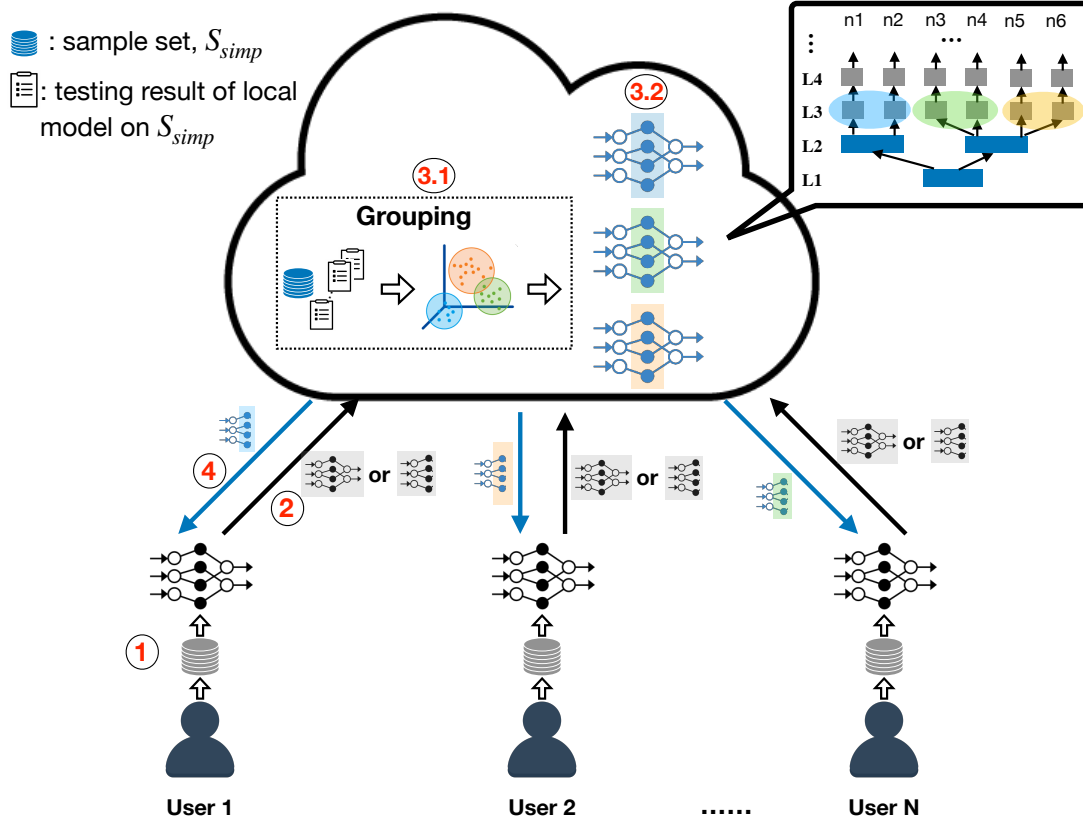 : sample set, S_simp
: testing result of local
model on S_simp
n1 n2 n3 n4 n5 n6
⋮ ...
L4
L3
L2
L1
3.2
3.1
Grouping
4
2
or
or
or
1
User 1
User 2
......
User N